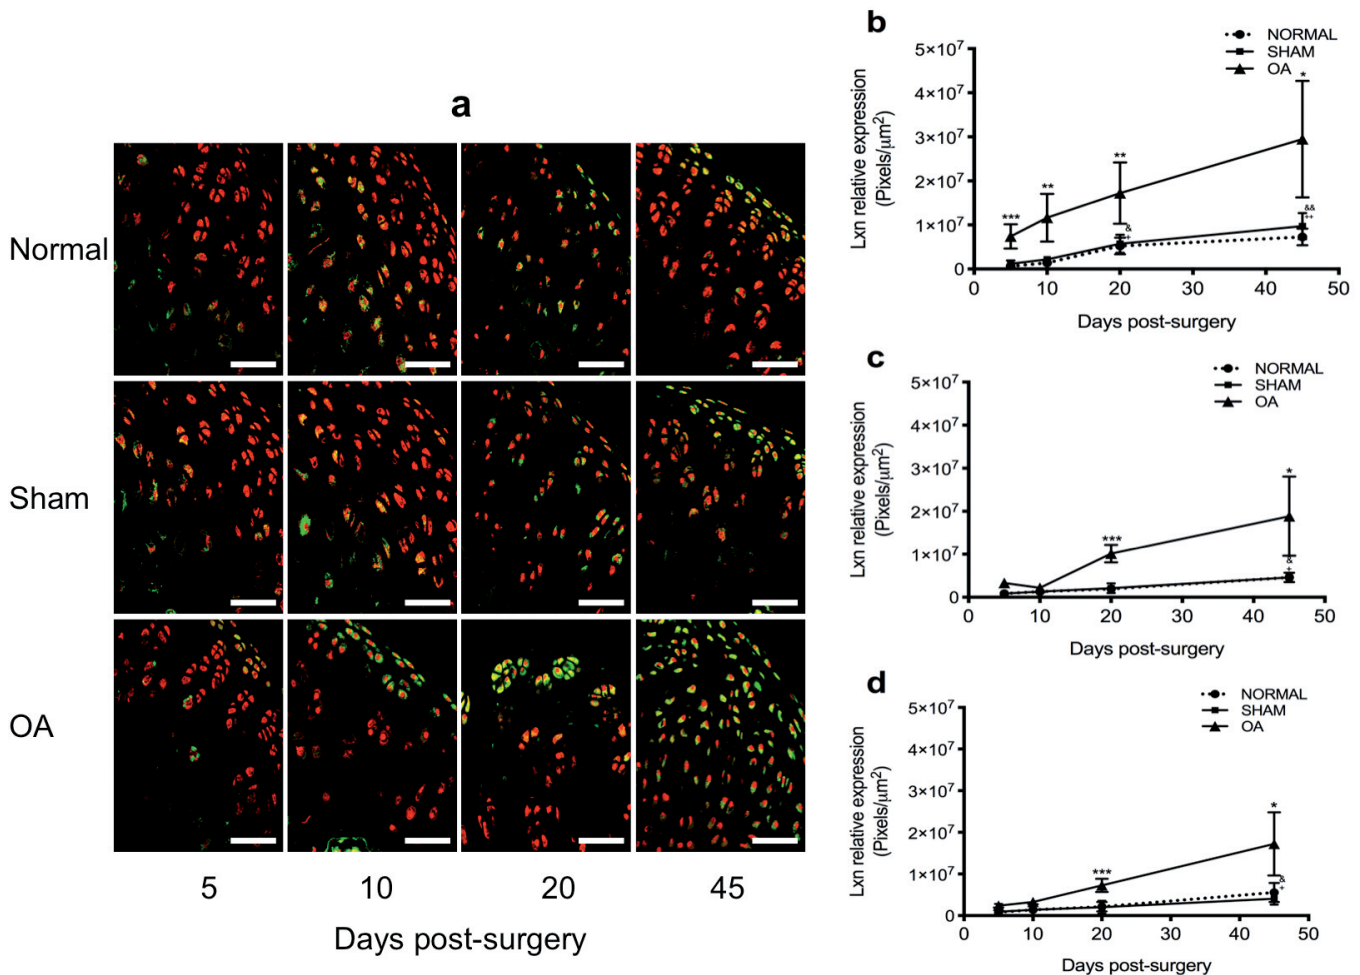 a
Normal
Sham
OA
5 10 20 45
Days post-surgery
b
NORMAL
SHAM
OA
Lxn relative expression
(Pixels/μm²)
5×10⁷
4×10⁷
3×10⁷
2×10⁷
1×10⁷
0
***
**
**
*
&
+
&&
++
0 10 20 30 40 50
Days post-surgery
c
NORMAL
SHAM
OA
Lxn relative expression
(Pixels/μm²)
5×10⁷
4×10⁷
3×10⁷
2×10⁷
1×10⁷
0
***
*
&
+
0 10 20 30 40 50
Days post-surgery
d
NORMAL
SHAM
OA
Lxn relative expression
(Pixels/μm²)
5×10⁷
4×10⁷
3×10⁷
2×10⁷
1×10⁷
0
***
*
&
+
0 10 20 30 40 50
Days post-surgery